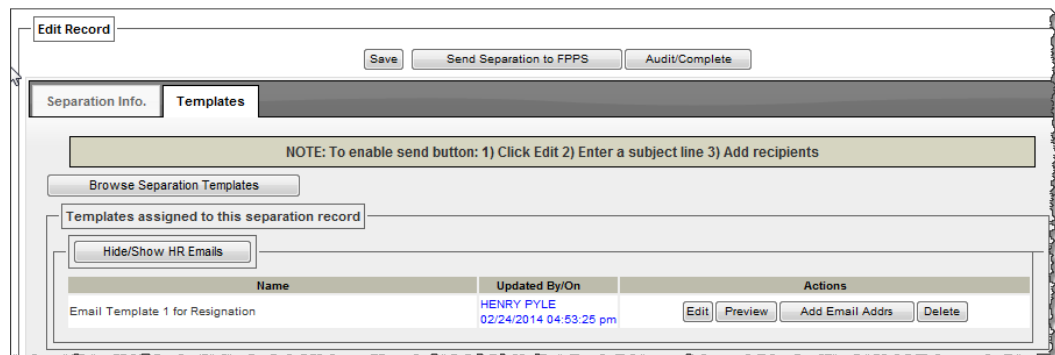 Edit Record
Save Send Separation to FPPS Audit/Complete
Separation Info. Templates
NOTE: To enable send button: 1) Click Edit 2) Enter a subject line 3) Add recipients
Browse Separation Templates
Templates assigned to this separation record
Hide/Show HR Emails
Name Updated By/On Actions
Email Template 1 for Resignation HENRY PYLE Edit Preview Add Email Addrs Delete
02/24/2014 04:53:25 pm